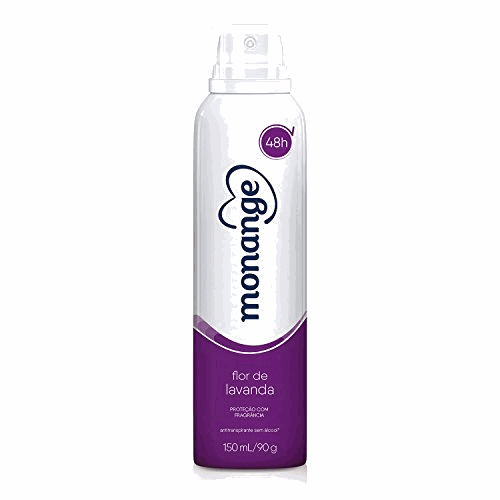 48h
monange
flor de
lavanda
PROTEÇÃO COM
FRAGRÂNCIA
antitranspirante sem álcool*
150 mL/90 g